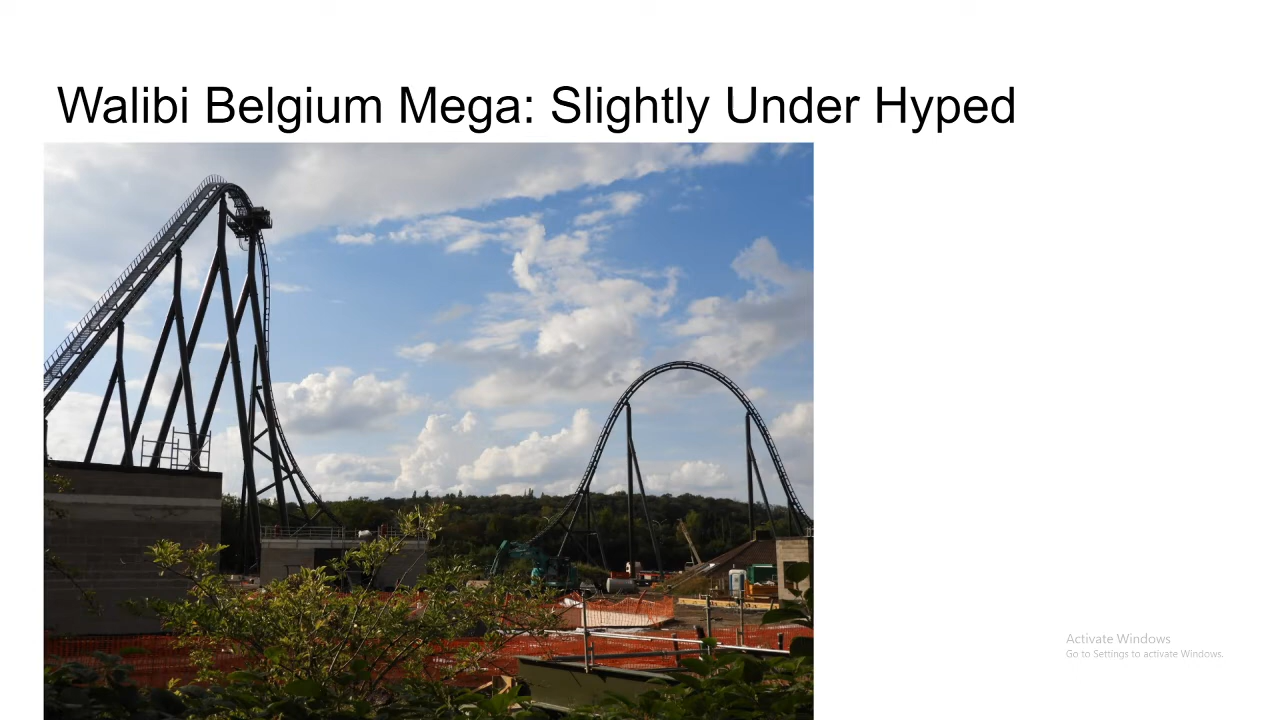 Walibi Belgium Mega: Slightly Under Hyped
Activate Windows
Go to Settings to activate Windows.